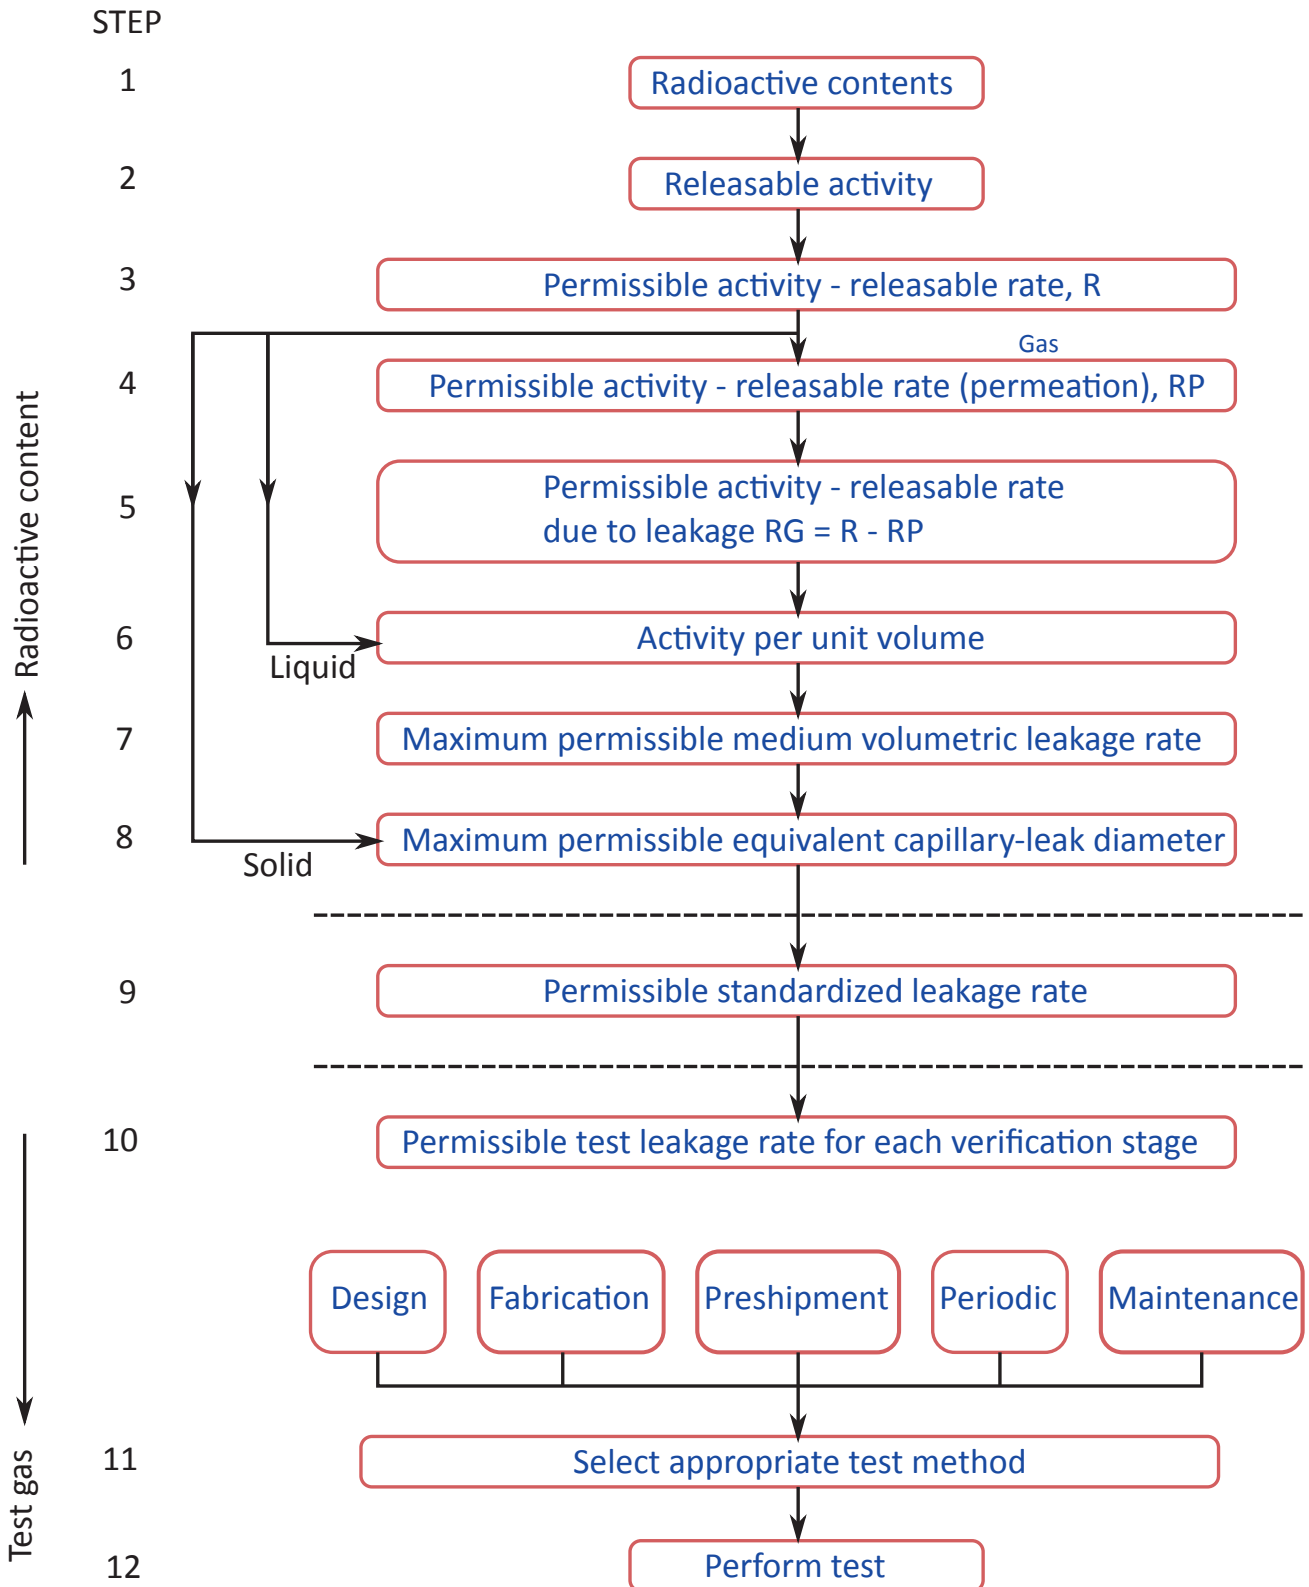 STEP
1
Radioactive contents
2
Releasable activity
3
Permissible activity - releasable rate, R
Gas
4
Permissible activity - releasable rate (permeation), RP
5
Permissible activity - releasable rate
due to leakage RG = R - RP
6
Activity per unit volume
Liquid
7
Maximum permissible medium volumetric leakage rate
8
Maximum permissible equivalent capillary-leak diameter
Solid
Radioactive content
9
Permissible standardized leakage rate
10
Permissible test leakage rate for each verification stage
Design
Fabrication
Preshipment
Periodic
Maintenance
11
Select appropriate test method
Test gas
12
Perform test